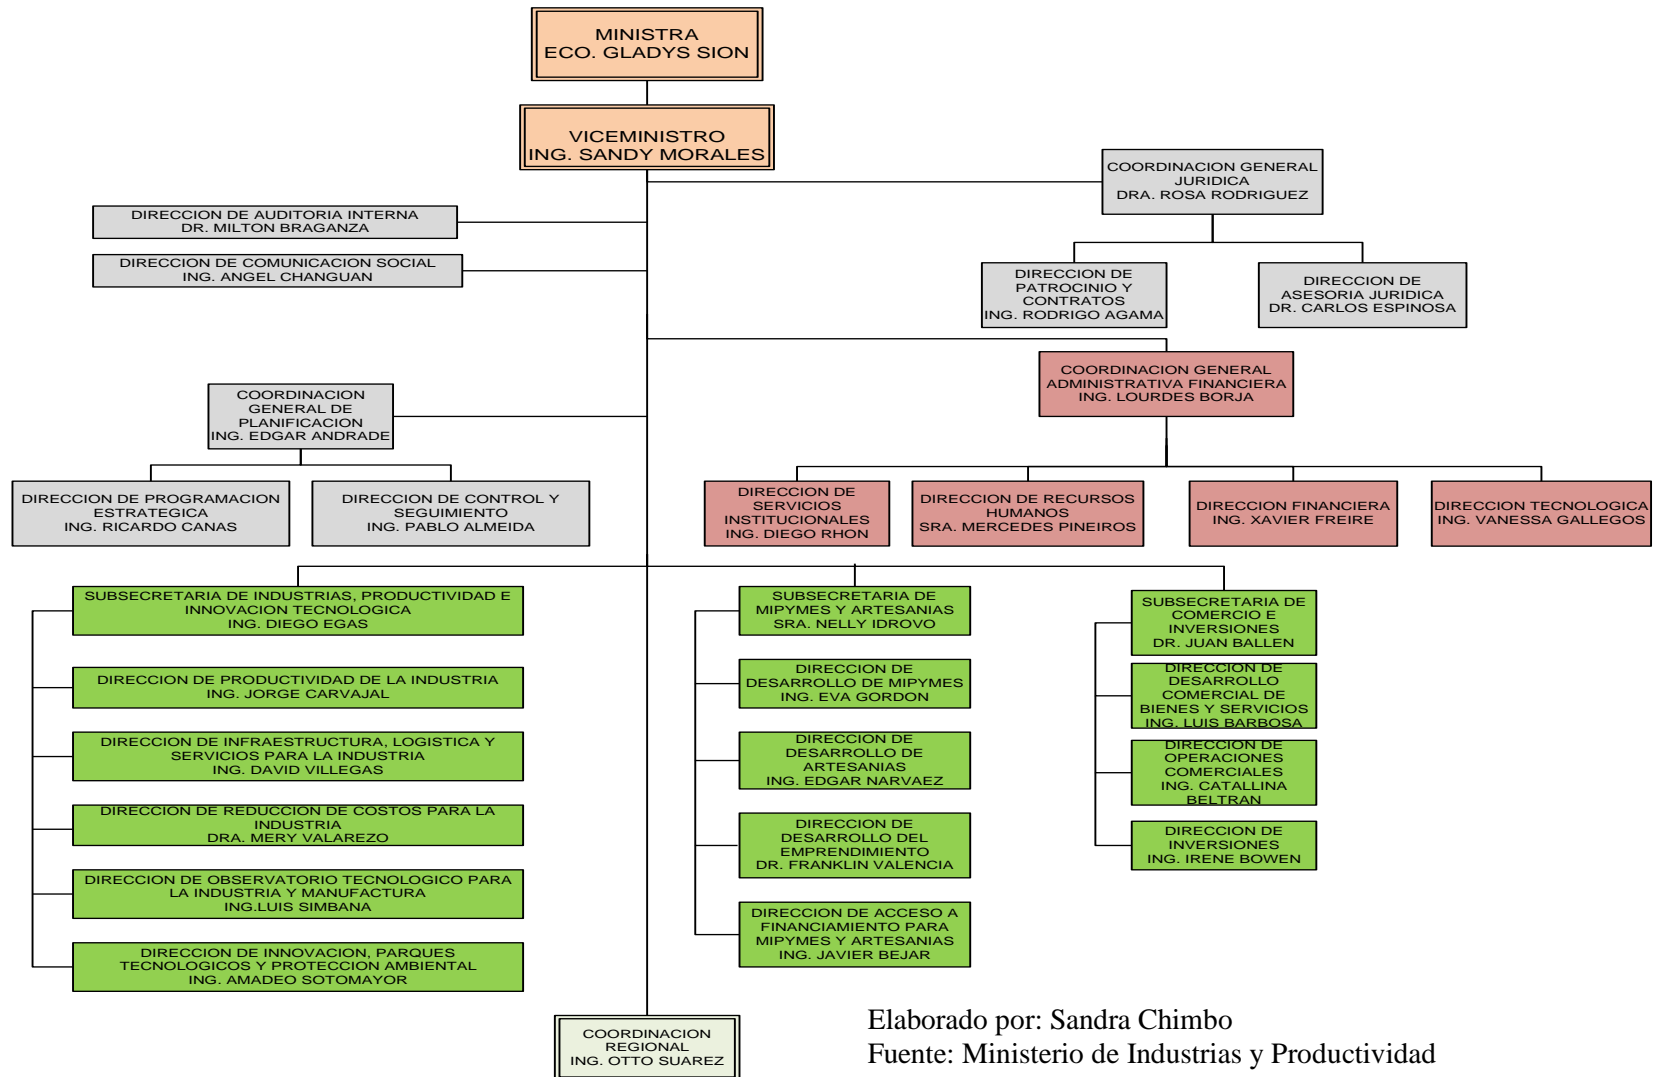 MINISTRA
ECO. GLADYS SION
VICEMINISTRO
ING. SANDY MORALES
COORDINACION GENERAL
JURIDICA
DRA. ROSA RODRIGUEZ
DIRECCION DE AUDITORIA INTERNA
DR. MILTON BRAGANZA
DIRECCION DE COMUNICACION SOCIAL
ING. ANGEL CHANGUAN
DIRECCION DE
PATROCINIO Y
CONTRATOS
ING. RODRIGO AGAMA
DIRECCION DE
ASESORIA JURIDICA
DR. CARLOS ESPINOSA
COORDINACION GENERAL
ADMINISTRATIVA FINANCIERA
ING. LOURDES BORJA
COORDINACION
GENERAL DE
PLANIFICACION
ING. EDGAR ANDRADE
DIRECCION DE PROGRAMACION
ESTRATEGICA
ING. RICARDO CANAS
DIRECCION DE CONTROL Y
SEGUIMIENTO
ING. PABLO ALMEIDA
DIRECCION DE
SERVICIOS
INSTITUCIONALES
ING. DIEGO RHON
DIRECCION DE RECURSOS
HUMANOS
SRA. MERCEDES PINEIROS
DIRECCION FINANCIERA
ING. XAVIER FREIRE
DIRECCION TECNOLOGICA
ING. VANESSA GALLEGOS
SUBSECRETARIA DE INDUSTRIAS, PRODUCTIVIDAD E
INNOVACION TECNOLOGICA
ING. DIEGO EGAS
DIRECCION DE PRODUCTIVIDAD DE LA INDUSTRIA
ING. JORGE CARVAJAL
DIRECCION DE INFRAESTRUCTURA, LOGISTICA Y
SERVICIOS PARA LA INDUSTRIA
ING. DAVID VILLEGAS
DIRECCION DE REDUCCION DE COSTOS PARA LA
INDUSTRIA
DRA. MERY VALAREZO
DIRECCION DE OBSERVATORIO TECNOLOGICO PARA
LA INDUSTRIA Y MANUFACTURA
ING.LUIS SIMBANA
DIRECCION DE INNOVACION, PARQUES
TECNOLOGICOS Y PROTECCION AMBIENTAL
ING. AMADEO SOTOMAYOR
SUBSECRETARIA DE
MIPYMES Y ARTESANIAS
SRA. NELLY IDROVO
DIRECCION DE
DESARROLLO DE MIPYMES
ING. EVA GORDON
DIRECCION DE
DESARROLLO DE
ARTESANIAS
ING. EDGAR NARVAEZ
DIRECCION DE
DESARROLLO DEL
EMPRENDIMIENTO
DR. FRANKLIN VALENCIA
DIRECCION DE ACCESO A
FINANCIAMIENTO PARA
MIPYMES Y ARTESANIAS
ING. JAVIER BEJAR
SUBSECRETARIA DE
COMERCIO E
INVERSIONES
DR. JUAN BALLEN
DIRECCION DE
DESARROLLO
COMERCIAL DE
BIENES Y SERVICIOS
ING. LUIS BARBOSA
DIRECCION DE
OPERACIONES
COMERCIALES
ING. CATALLINA
BELTRAN
DIRECCION DE
INVERSIONES
ING. IRENE BOWEN
COORDINACION
REGIONAL
ING. OTTO SUAREZ
Elaborado por: Sandra Chimbo
Fuente: Ministerio de Industrias y Productividad